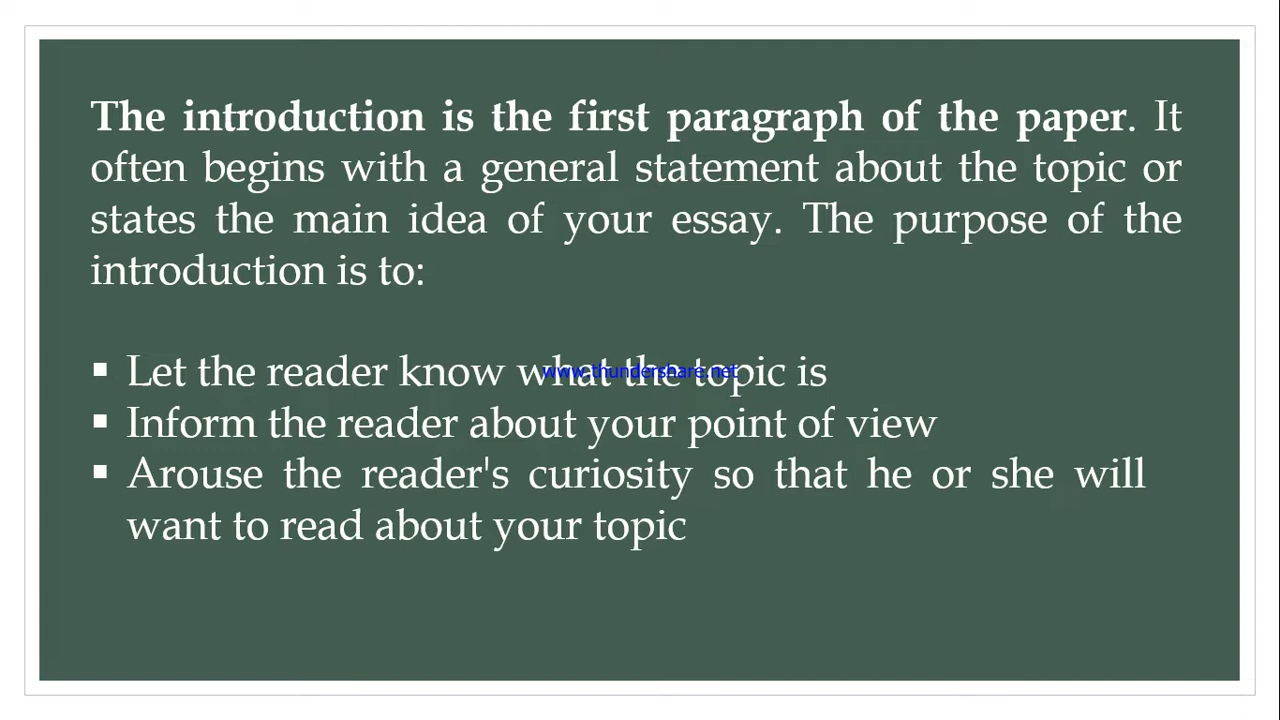 The introduction is the first paragraph of the paper. It
often begins with a general statement about the topic or
states the main idea of your essay. The purpose of the
introduction is to:
▪ Let the reader know what the topic is
www.thundershare.net
▪ Inform the reader about your point of view
▪ Arouse the reader's curiosity so that he or she will
want to read about your topic